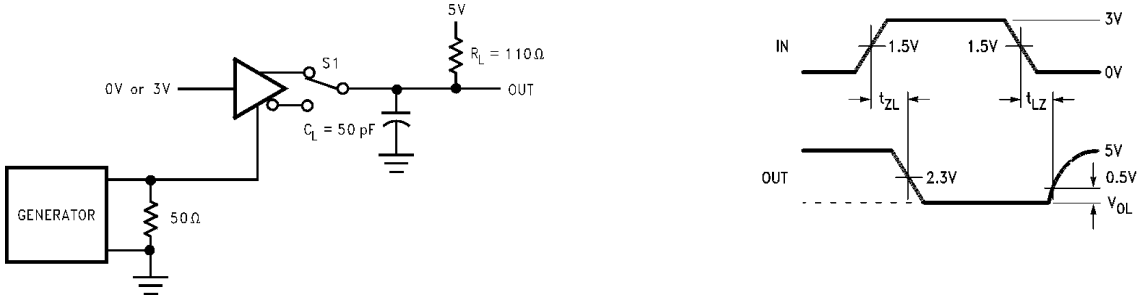 5V
R_L = 110Ω
S1
0V or 3V
OUT
C_L = 50 pF
GENERATOR
50Ω
3V
IN
1.5V
1.5V
0V
t_ZL
t_LZ
5V
OUT
2.3V
0.5V
V_OL